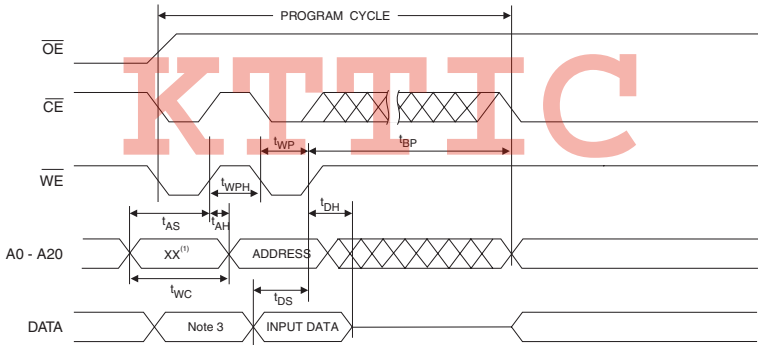 PROGRAM CYCLE
OE
CE
KTTIC
tWP
tBP
WE
tWPH
tDH
tAS
tAH
A0 - A20
XX(1)
ADDRESS
tWC
tDS
DATA
Note 3
INPUT DATA